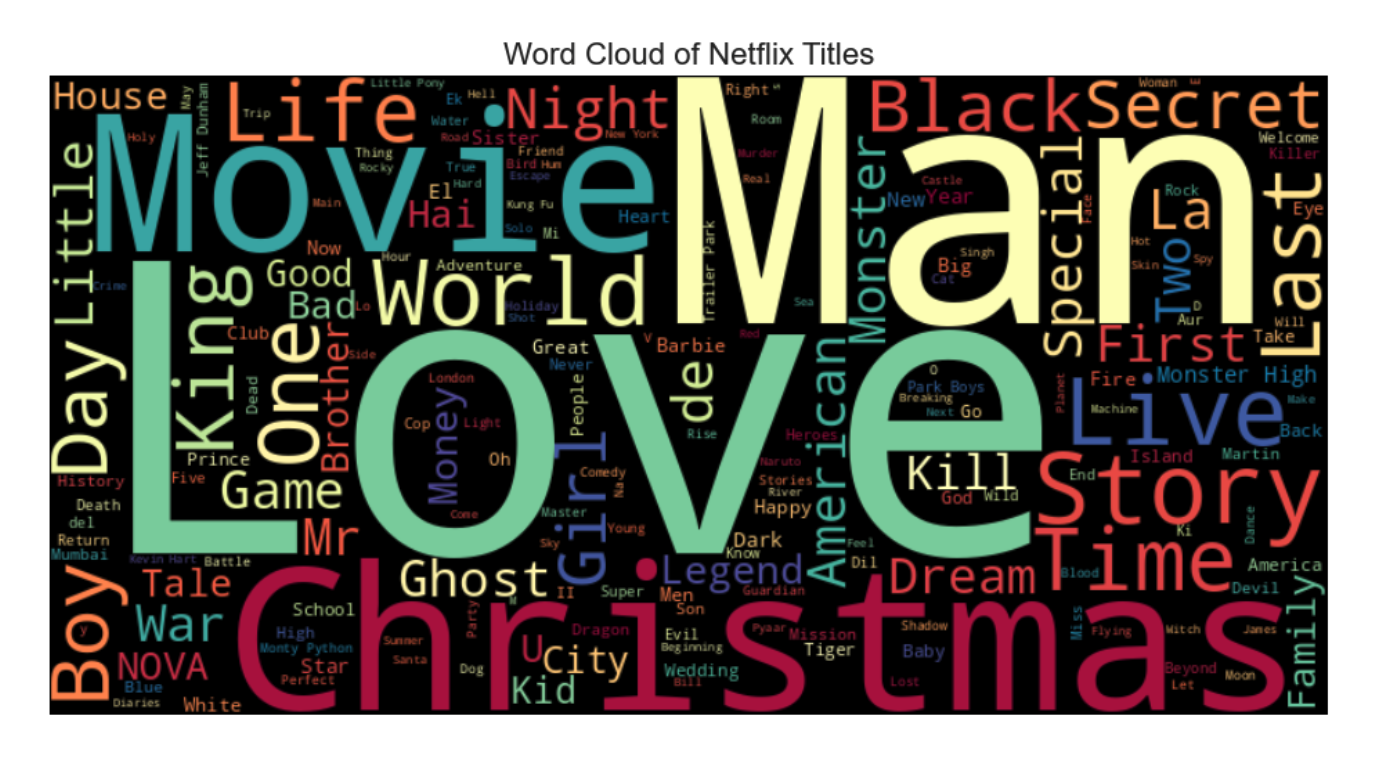 Word Cloud of Netflix Titles
House
May
Jeff Dunham
Life
Trip
Little Pony
Ek
Hell
Water
Night
Road
Sister
New York
Man
Right
Room
Black
Secret
Woman
E
Welcome
Killer
Holy
Movie
Thing
Rocky
True
Hard
Friend
Bird
Hum
Escape
Murder
Real
Little
Main
El
Hai
Kung Fu
Solo
Mi
Heart
Monster
New
Year
Castle
Special
Face
Rock
La
Last
Eye
Now
Hour
Singh
Big
Cat
Hot
Skin
Spy
Two
Crime
Love
King
Good
Bad
Lo
World
Adventure
Holiday
Shot
Trailer Park
Sea
D
Aur
Will
Take
Club
One
Brother
Side
Great
Never
V
Barbie
Red
First
Day
Dead
London
Cop
Light
Money
Oh
Come
People
de
Rise
American
Heroes
O
Park Boys
Breaking
Next
Go
Planet
Fire
Monster High
Machine
Live
Make
Back
Prince
Five
Game
History
Death
del
Return
Mumbai
Girl
Comedy
Nay
Master
Young
Sky
Naruto
Stories
River
Happy
Kill
God
Wild
Story
End
Island
Martin
Ki
Dance
Mr
Kevin Hart
Battle
Dark
Know
Feel
Dil
Time
Blood
America
Devil
Boy
y
Tale
War
Ghost
II
Super
Legend
Men
Son
Guardian
Dream
Family
School
High
Monty Python
Star
Perfect
Christmas
Summer
Santa
Party
Dog
Dragon
U
City
Kid
Evil
Beginning
Wedding
Bill
Pyaar
Mission
Tiger
Shadow
Baby
Lost
Miss
Flying
Witch
James
Beyond
Let
Moon
NOVA
Blue
Diaries
White